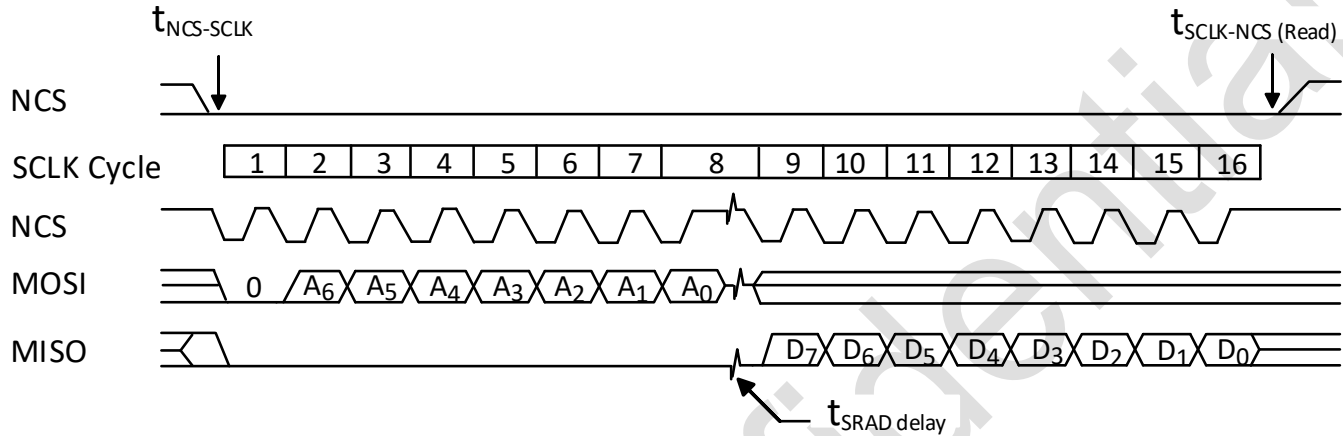 tNCS-SCLK
tSCLK-NCS (Read)
NCS
SCLK Cycle 1 2 3 4 5 6 7 8 9 10 11 12 13 14 15 16
NCS
MOSI 0 A6 A5 A4 A3 A2 A1 A0
MISO D7 D6 D5 D4 D3 D2 D1 D0
tSRAD delay
fidential